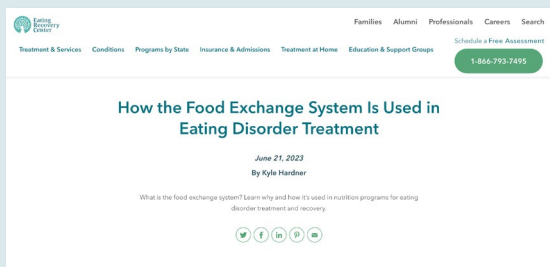 Eating
Recovery
Center
Families Alumni Professionals Careers Search
Schedule a Free Assessment
1-866-793-7495
Treatment & Services Conditions Programs by State Insurance & Admissions Treatment at Home Education & Support Groups
How the Food Exchange System Is Used in
Eating Disorder Treatment
June 21, 2023
By Kyle Hardner
What is the food exchange system? Learn why and how it's used in nutrition programs for eating
disorder treatment and recovery.